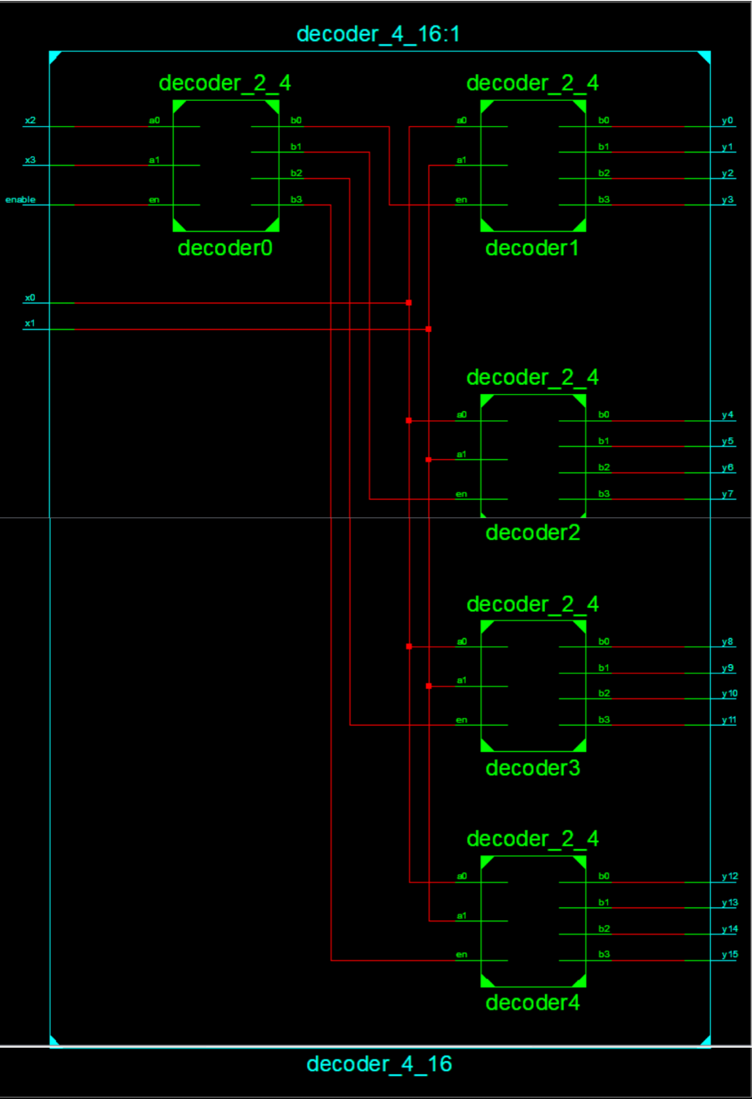 decoder_4_16:1
decoder_2_4 decoder_2_4
x2 a0 b0 a0 b0 y0
b1 b1 y1
x3 a1 a1
b2 b2 y2
enable en b3 en b3 y3
decoder0 decoder1
x0
x1
decoder_2_4
a0 b0 y4
b1 y5
a1
b2 y6
en b3 y7
decoder2
decoder_2_4
a0 b0 y8
b1 y9
a1
b2 y10
en b3 y11
decoder3
decoder_2_4
a0 b0 y12
b1 y13
a1
b2 y14
en b3 y15
decoder4
decoder_4_16